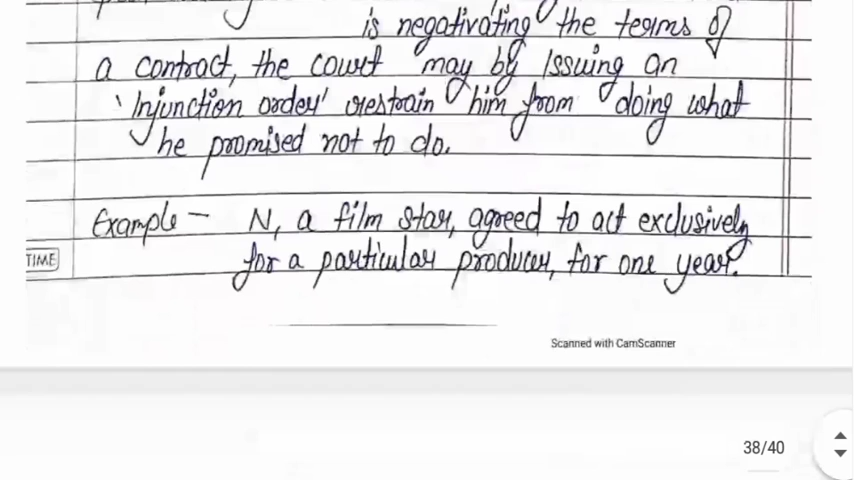 is negativating the terms of
a contract, the court may by Issuing an
'Injunction order' restrain him from doing what
he promised not to do.
Example – N, a film star, agreed to act exclusively
for a particular producer, for one year.
TIME
Scanned with CamScanner
38/40